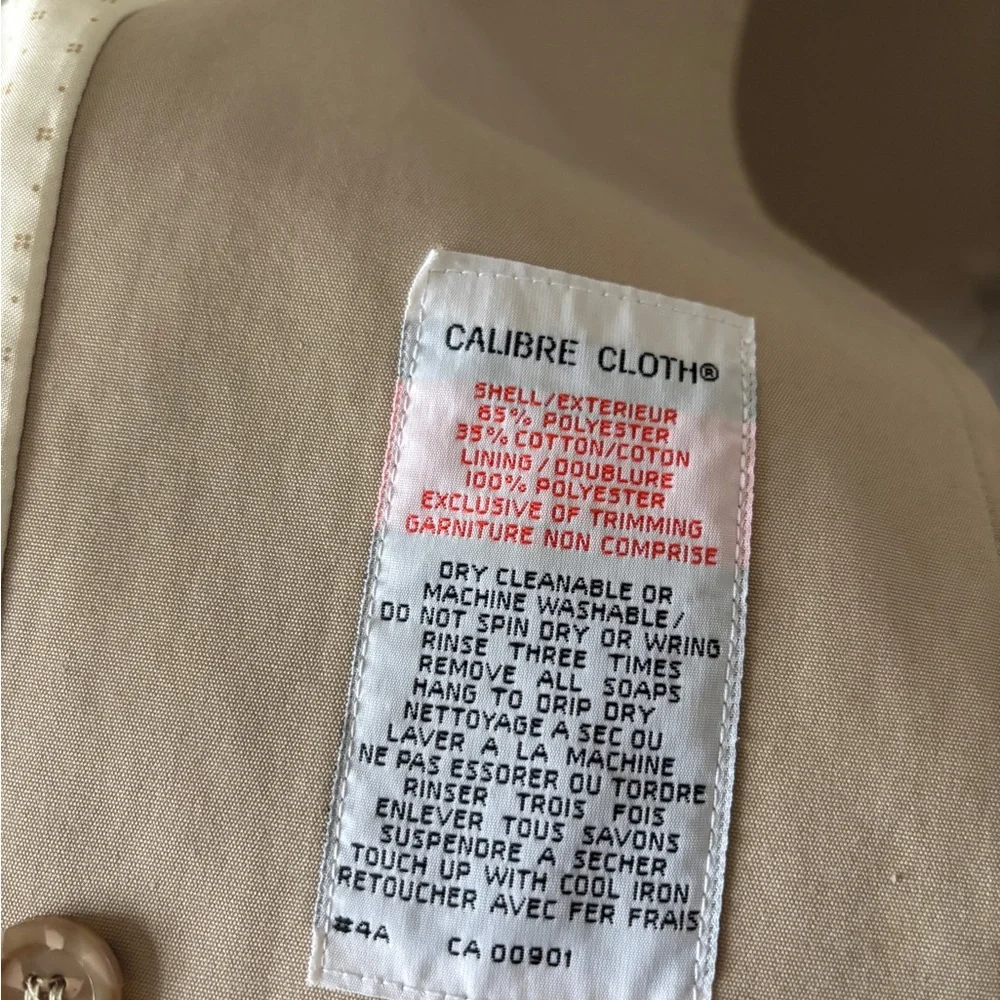 CALIBRE CLOTH®
SHELL/EXTERIEUR
65% POLYESTER
35% COTTON/COTON
LINING/DOUBLURE
100% POLYESTER
EXCLUSIVE OF TRIMMING
GARNITURE NON COMPRISE
DRY CLEANABLE OR
MACHINE WASHABLE/
DO NOT SPIN DRY OR WRING
RINSE THREE TIMES
REMOVE ALL SOAPS
HANG TO DRIP DRY
NETTOYAGE A SEC OU
LAVER A LA MACHINE
NE PAS ESSORER OU TORDRE
RINSER TROIS FOIS
ENLEVER TOUS SAVONS
SUSPENDRE A SECHER
TOUCH UP WITH COOL IRON
RETOUCHER AVEC FER FRAIS
#4A CA 00901